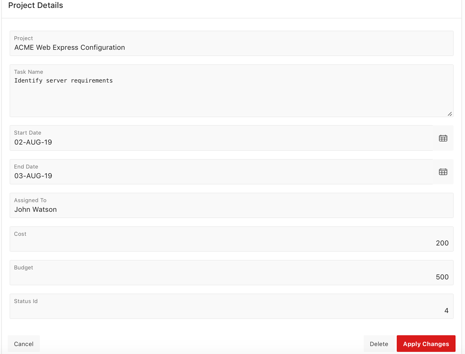 Project Details
Project
ACME Web Express Configuration
Task Name
Identify server requirements
Start Date
02-AUG-19
End Date
03-AUG-19
Assigned To
John Watson
Cost
200
Budget
500
Status Id
4
Cancel
Delete
Apply Changes